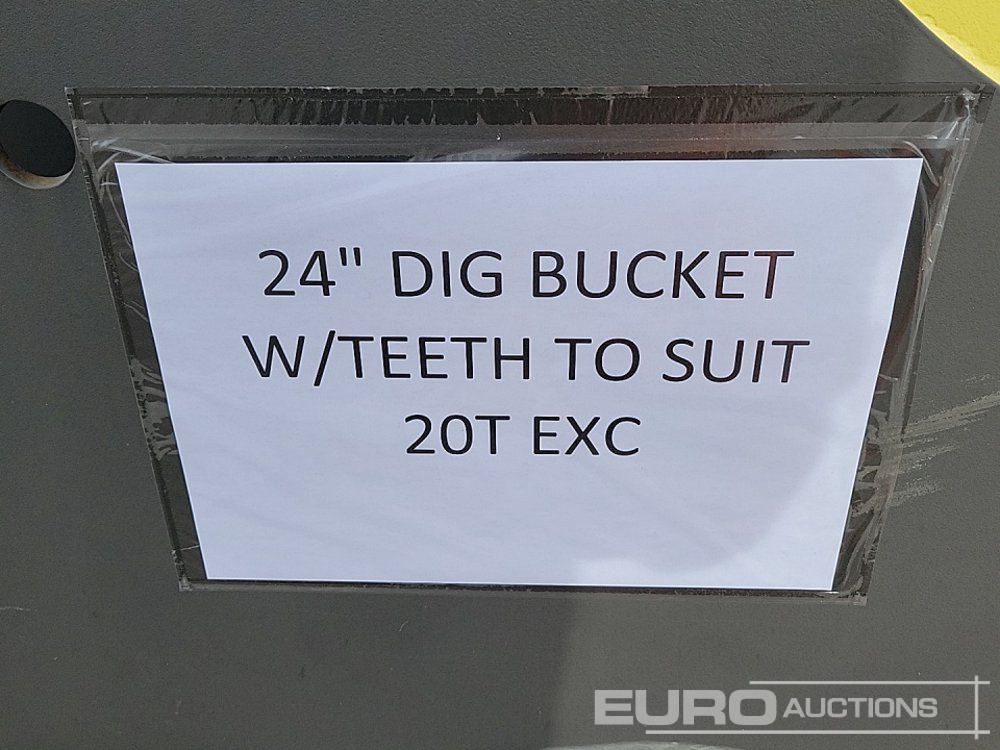 24" DIG BUCKET
W/TEETH TO SUIT
20T EXC
EURO AUCTIONS